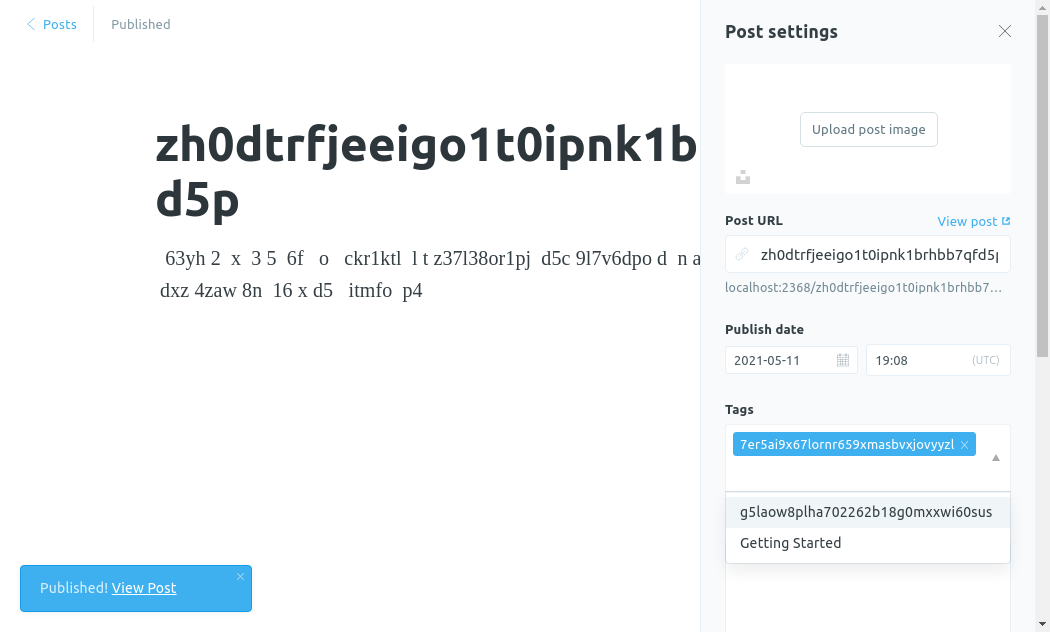 Posts
Published
zh0dtrfjeeigo1t0ipnk1b
d5p
63yh 2 x 3 5 6f o ckr1ktl l t z37l38or1pj d5c 9l7v6dpo d n a
dxz 4zaw 8n 16 x d5 itmfo p4
Published! View Post
Post settings
Upload post image
Post URL
View post
zh0dtrfjeeigo1t0ipnk1brhbb7qfd5p
localhost:2368/zh0dtrfjeeigo1t0ipnk1brhbb7...
Publish date
2021-05-11
19:08 (UTC)
Tags
7er5ai9x67lornr659xmasbvxjovyyzl
g5laow8plha702262b18g0mxxwi60sus
Getting Started